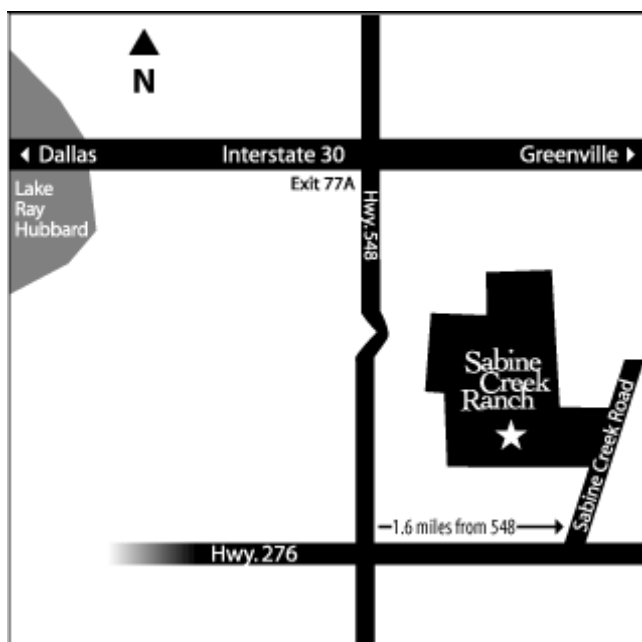 N
Dallas
Interstate 30
Greenville
Exit 77A
Lake
Ray
Hubbard
Hwy. 548
Sabine
Creek
Ranch
Sabine Creek Road
1.6 miles from 548
Hwy. 276